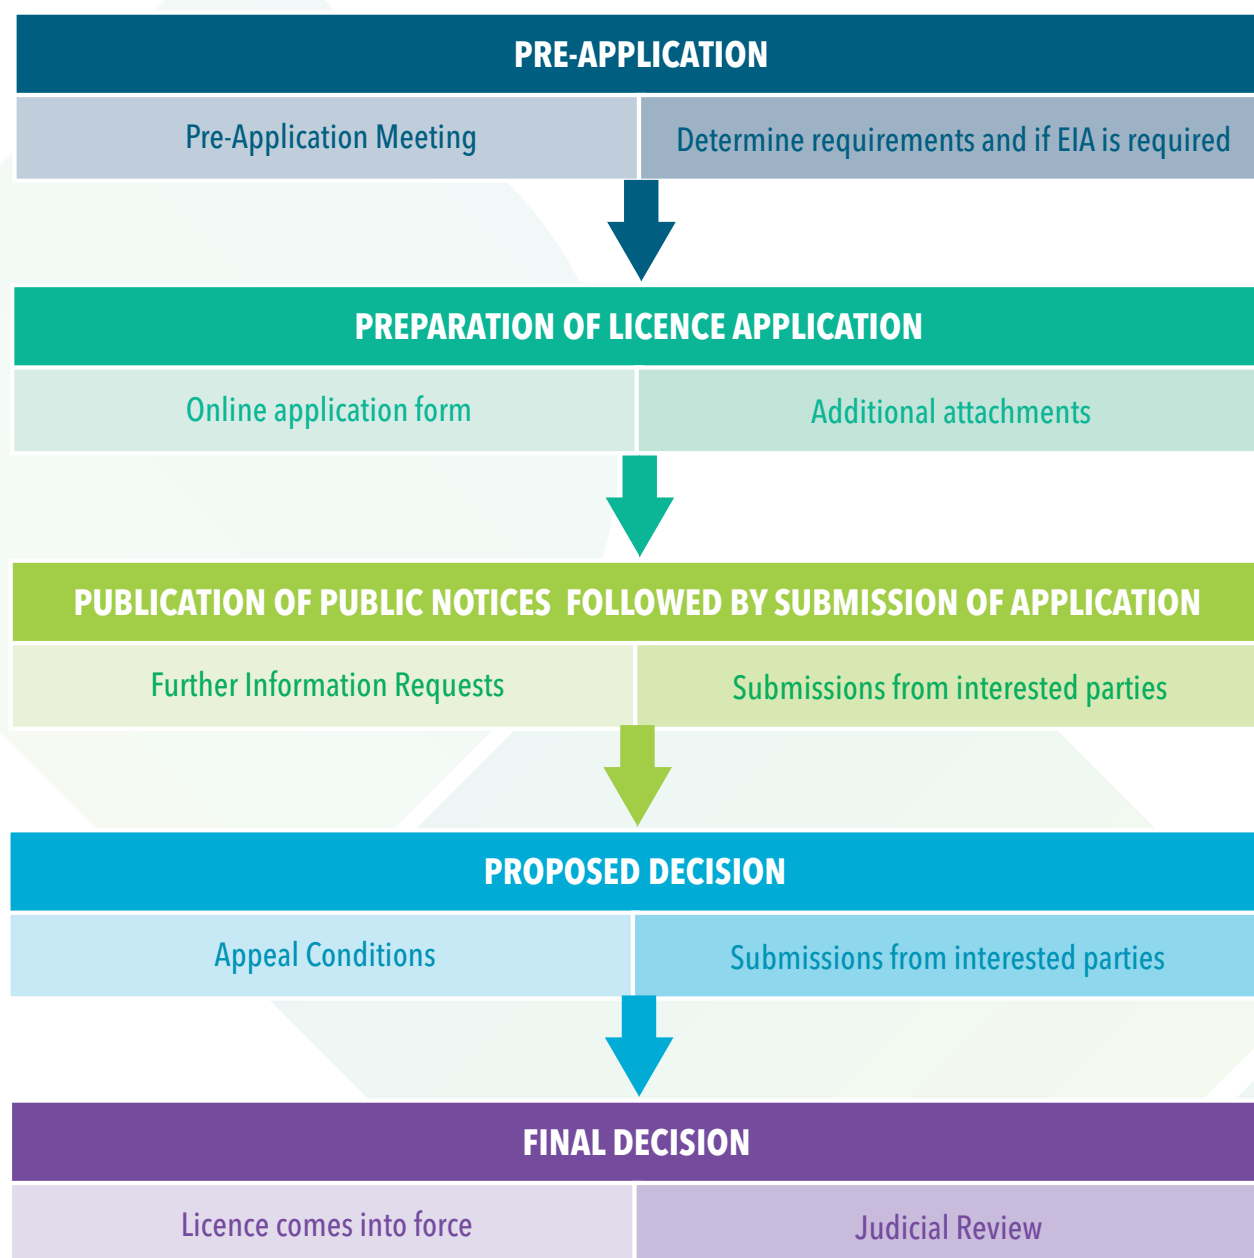 PRE-APPLICATION
Pre-Application Meeting
Determine requirements and if EIA is required
PREPARATION OF LICENCE APPLICATION
Online application form
Additional attachments
PUBLICATION OF PUBLIC NOTICES  FOLLOWED BY SUBMISSION OF APPLICATION
Further Information Requests
Submissions from interested parties
PROPOSED DECISION
Appeal Conditions
Submissions from interested parties
FINAL DECISION
Licence comes into force
Judicial Review